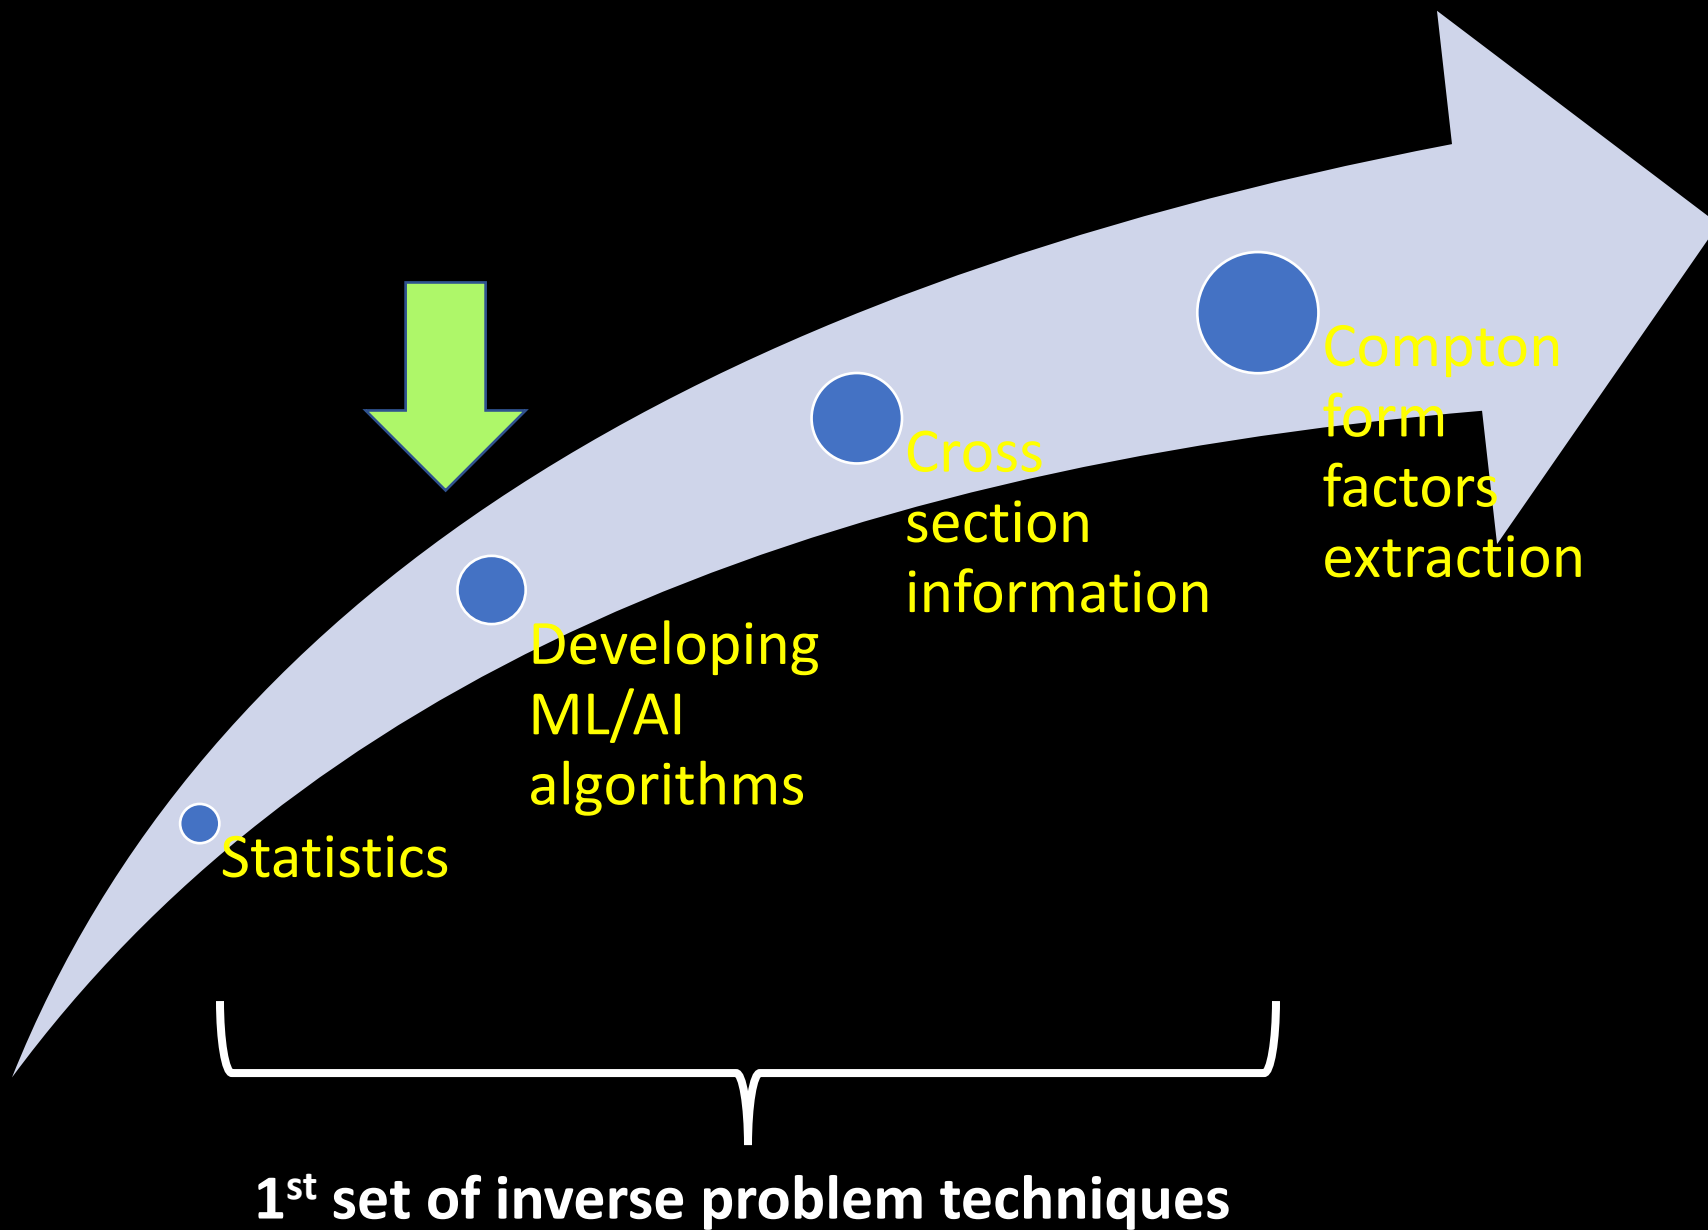 Compton
form
factors
extraction
Cross
section
information
Developing
ML/AI
algorithms
Statistics
1st set of inverse problem techniques